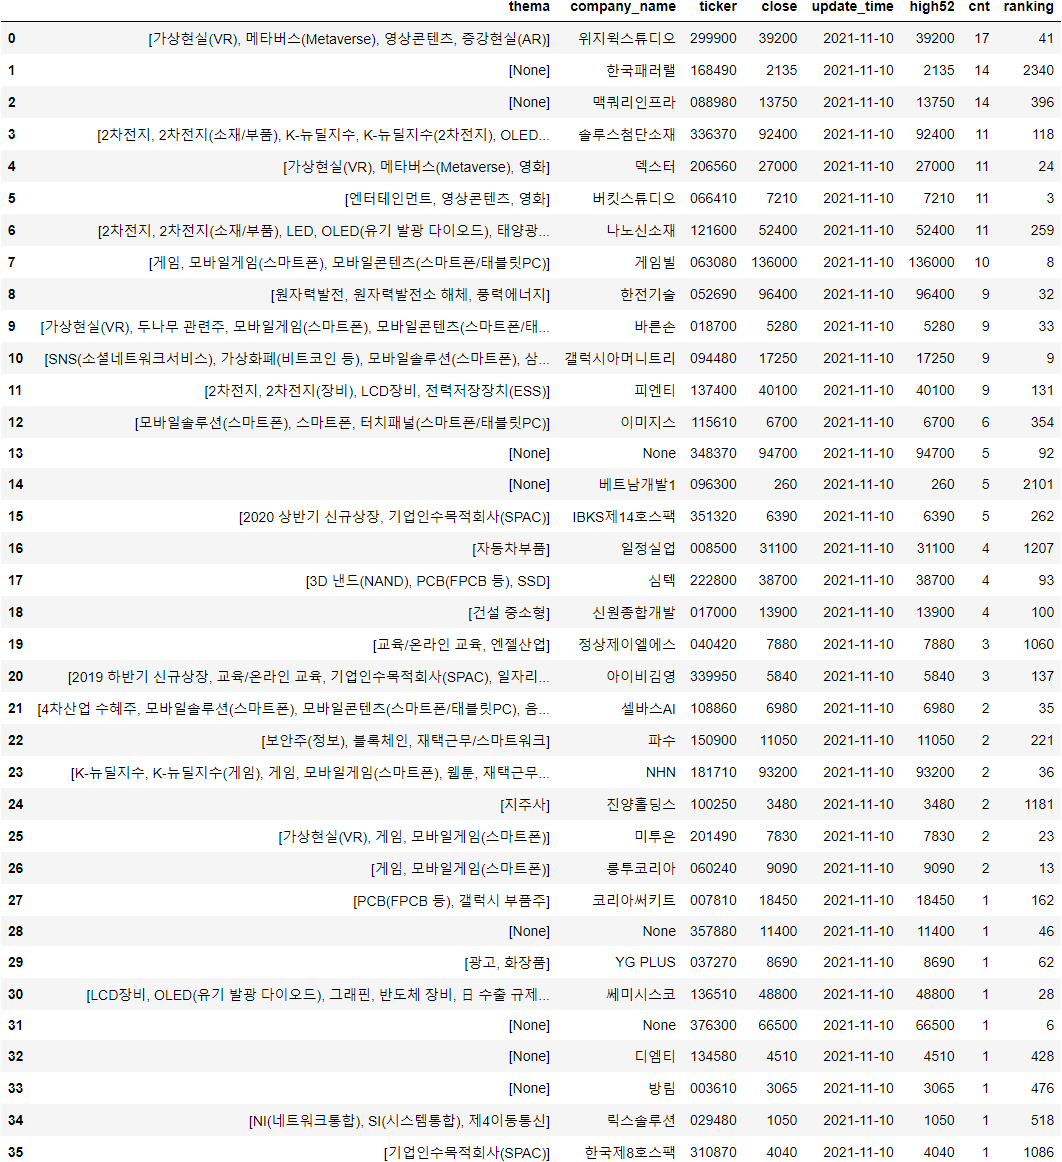 thema company_name ticker close update_time high52 cnt ranking
0 [가상현실(VR), 메타버스(Metaverse), 영상콘텐츠, 증강현실(AR)] 위지윅스튜디오 299900 39200 2021-11-10 39200 17 41
1 [None] 한국패러랠 168490 2135 2021-11-10 2135 14 2340
2 [None] 맥쿼리인프라 088980 13750 2021-11-10 13750 14 396
3 [2차전지, 2차전지(소재/부품), K-뉴딜지수, K-뉴딜지수(2차전지), OLED... 솔루스첨단소재 336370 92400 2021-11-10 92400 11 118
4 [가상현실(VR), 메타버스(Metaverse), 영화] 덱스터 206560 27000 2021-11-10 27000 11 24
5 [엔터테인먼트, 영상콘텐츠, 영화] 버킷스튜디오 066410 7210 2021-11-10 7210 11 3
6 [2차전지, 2차전지(소재/부품), LED, OLED(유기 발광 다이오드), 태양광... 나노신소재 121600 52400 2021-11-10 52400 11 259
7 [게임, 모바일게임(스마트폰), 모바일콘텐츠(스마트폰/태블릿PC)] 게임빌 063080 136000 2021-11-10 136000 10 8
8 [원자력발전, 원자력발전소 해체, 풍력에너지] 한전기술 052690 96400 2021-11-10 96400 9 32
9 [가상현실(VR), 두나무 관련주, 모바일게임(스마트폰), 모바일콘텐츠(스마트폰/태... 바른손 018700 5280 2021-11-10 5280 9 33
10 [SNS(소셜네트워크서비스), 가상화폐(비트코인 등), 모바일솔루션(스마트폰), 삼... 갤럭시아머니트리 094480 17250 2021-11-10 17250 9 9
11 [2차전지, 2차전지(장비), LCD장비, 전력저장장치(ESS)] 피엔티 137400 40100 2021-11-10 40100 9 131
12 [모바일솔루션(스마트폰), 스마트폰, 터치패널(스마트폰/태블릿PC)] 이미지스 115610 6700 2021-11-10 6700 6 354
13 [None] None 348370 94700 2021-11-10 94700 5 92
14 [None] 베트남개발1 096300 260 2021-11-10 260 5 2101
15 [2020 상반기 신규상장, 기업인수목적회사(SPAC)] IBKS제14호스팩 351320 6390 2021-11-10 6390 5 262
16 [자동차부품] 일정실업 008500 31100 2021-11-10 31100 4 1207
17 [3D 낸드(NAND), PCB(FPCB 등), SSD] 심텍 222800 38700 2021-11-10 38700 4 93
18 [건설 중소형] 신원종합개발 017000 13900 2021-11-10 13900 4 100
19 [교육/온라인 교육, 엔젤산업] 정상제이엘에스 040420 7880 2021-11-10 7880 3 1060
20 [2019 하반기 신규상장, 교육/온라인 교육, 기업인수목적회사(SPAC), 일자리... 아이비김영 339950 5840 2021-11-10 5840 3 137
21 [4차산업 수혜주, 모바일솔루션(스마트폰), 모바일콘텐츠(스마트폰/태블릿PC), 음... 셀바스AI 108860 6980 2021-11-10 6980 2 35
22 [보안주(정보), 블록체인, 재택근무/스마트워크] 파수 150900 11050 2021-11-10 11050 2 221
23 [K-뉴딜지수, K-뉴딜지수(게임), 게임, 모바일게임(스마트폰), 웹툰, 재택근무... NHN 181710 93200 2021-11-10 93200 2 36
24 [지주사] 진양홀딩스 100250 3480 2021-11-10 3480 2 1181
25 [가상현실(VR), 게임, 모바일게임(스마트폰)] 미투온 201490 7830 2021-11-10 7830 2 23
26 [게임, 모바일게임(스마트폰)] 룽투코리아 060240 9090 2021-11-10 9090 2 13
27 [PCB(FPCB 등), 갤럭시 부품주] 코리아써키트 007810 18450 2021-11-10 18450 1 162
28 [None] None 357880 11400 2021-11-10 11400 1 46
29 [광고, 화장품] YG PLUS 037270 8690 2021-11-10 8690 1 62
30 [LCD장비, OLED(유기 발광 다이오드), 그래핀, 반도체 장비, 日 수출 규제... 쎄미시스코 136510 48800 2021-11-10 48800 1 28
31 [None] None 376300 66500 2021-11-10 66500 1 6
32 [None] 디엠티 134580 4510 2021-11-10 4510 1 428
33 [None] 방림 003610 3065 2021-11-10 3065 1 476
34 [NI(네트워크통합), SI(시스템통합), 제4이동통신] 릭스솔루션 029480 1050 2021-11-10 1050 1 518
35 [기업인수목적회사(SPAC)] 한국제8호스팩 310870 4040 2021-11-10 4040 1 1086